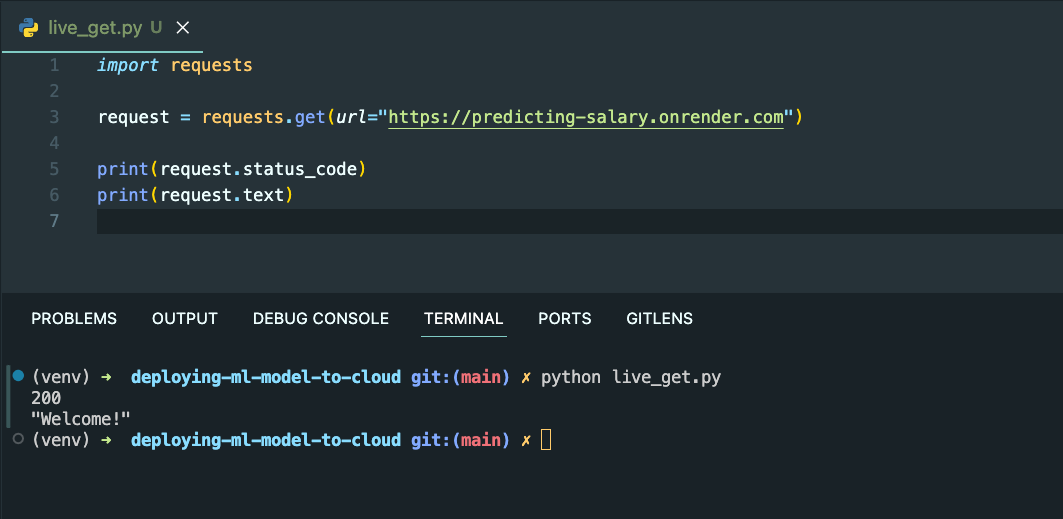 live_get.py U ×
1 import requests
2
3 request = requests.get(url="https://predicting-salary.onrender.com")
4
5 print(request.status_code)
6 print(request.text)
7
PROBLEMS OUTPUT DEBUG CONSOLE TERMINAL PORTS GITLENS
(venv) ➜ deploying-ml-model-to-cloud git:(main) ✗ python live_get.py
200
"Welcome!"
(venv) ➜ deploying-ml-model-to-cloud git:(main) ✗